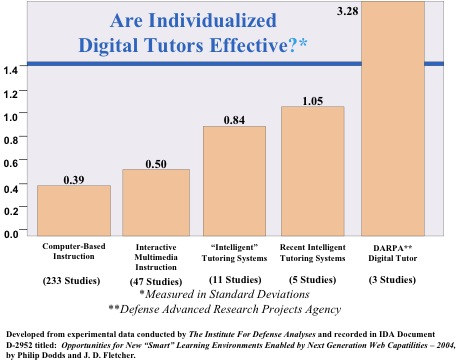 Are Individualized
Digital Tutors Effective?*
3.28
1.4
1.2
1.0
0.8
0.6
0.4
0.2
0.0
0.39
0.50
0.84
1.05
Computer-Based
Instruction
(233 Studies)
Interactive
Multimedia
Instruction
(47 Studies)
“Intelligent”
Tutoring Systems
(11 Studies)
Recent Intelligent
Tutoring Systems
(5 Studies)
DARPA**
Digital Tutor
(3 Studies)
*Measured in Standard Deviations
**Defense Advanced Research Projects Agency
Developed from experimental data conducted by The Institute For Defense Analyses and recorded in IDA Document
D-2952 titled: Opportunities for New “Smart” Learning Environments Enabled by Next Generation Web Capatilities – 2004,
by Philip Dodds and J. D. Fletcher.